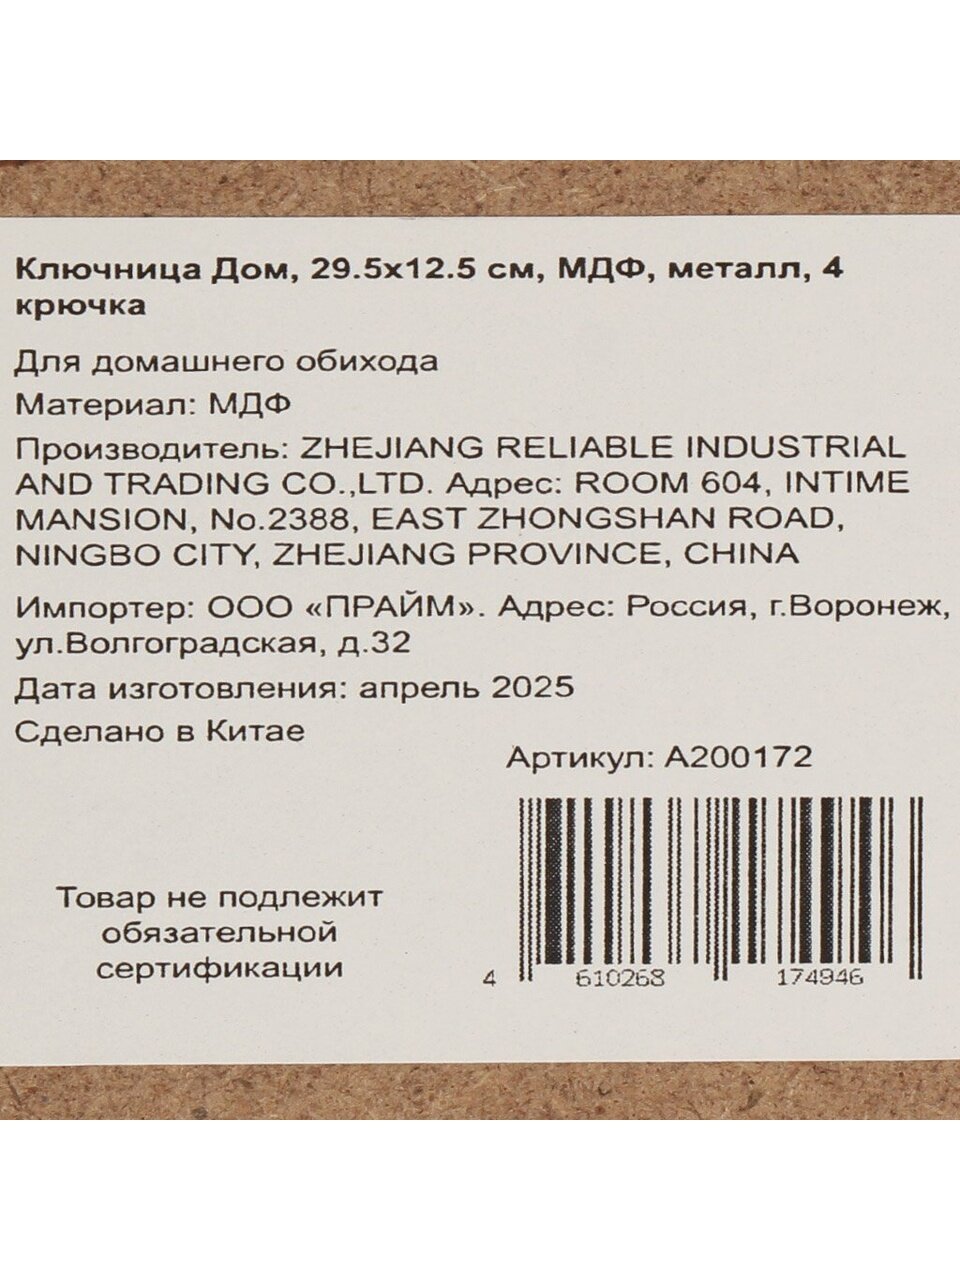 Ключница Дом, 29.5x12.5 см, МДФ, металл, 4
крючка
Для домашнего обихода
Материал: МДФ
Производитель: ZHEJIANG RELIABLE INDUSTRIAL
AND TRADING CO.,LTD. Адрес: ROOM 604, INTIME
MANSION, No.2388, EAST ZHONGSHAN ROAD,
NINGBO CITY, ZHEJIANG PROVINCE, CHINA
Импортер: ООО «ПРАЙМ». Адрес: Россия, г.Воронеж,
ул.Волгоградская, д.32
Дата изготовления: апрель 2025
Сделано в Китае
Артикул: А200172
Товар не подлежит
обязательной
сертификации
4 610268 174946